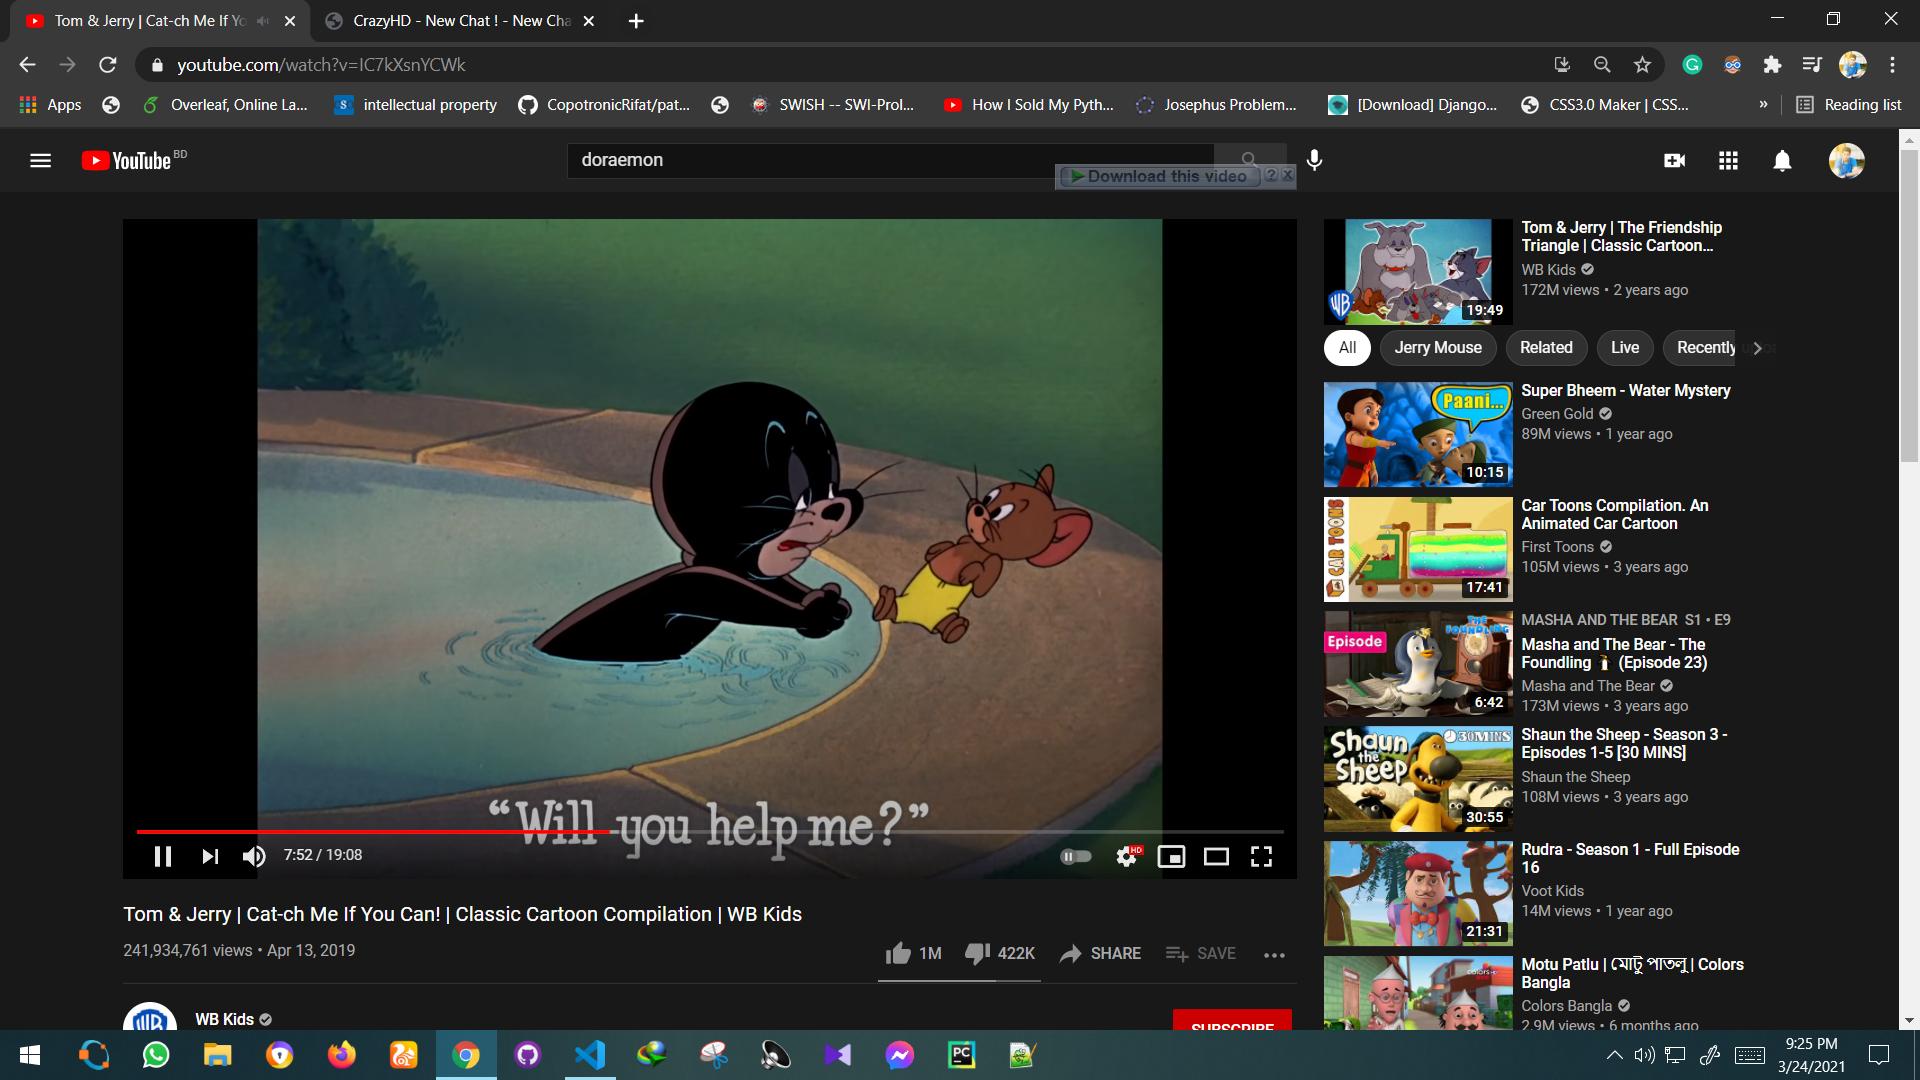 Tom & Jerry | Cat-ch Me If Yo
CrazyHD - New Chat ! - New Cha
youtube.com/watch?v=IC7kXsnYCWk
Apps
Overleaf, Online La...
S
intellectual property
CopotronicRifat/pat...
SWISH -- SWI-Prol...
How I Sold My Pyth...
Josephus Problem...
[Download] Django...
CSS3.0 Maker | CSS...
»
Reading list
YouTube BD
doraemon
Download this video ? X
"Will you help me?"
7:52 / 19:08
HD
Tom & Jerry | Cat-ch Me If You Can! | Classic Cartoon Compilation | WB Kids
241,934,761 views • Apr 13, 2019
1M
422K
SHARE
SAVE
WB
WB Kids
SUBSCRIBE
WB
19:49
Tom & Jerry | The Friendship
Triangle | Classic Cartoon...
WB Kids
172M views • 2 years ago
All
Jerry Mouse
Related
Live
Recently
Paani...
10:15
Super Bheem - Water Mystery
Green Gold
89M views • 1 year ago
CAR TOONS
17:41
Car Toons Compilation. An
Animated Car Cartoon
First Toons
105M views • 3 years ago
Episode
THE FOUNDLING
6:42
MASHA AND THE BEAR S1 • E9
Masha and The Bear - The
Foundling 🐧 (Episode 23)
Masha and The Bear
173M views • 3 years ago
Shaun the Sheep
30MINS
30:55
Shaun the Sheep - Season 3 -
Episodes 1-5 [30 MINS]
Shaun the Sheep
108M views • 3 years ago
21:31
Rudra - Season 1 - Full Episode
16
Voot Kids
14M views • 1 year ago
Motu Patlu | মোটু পাতলু | Colors
Bangla
Colors Bangla
2.9M views • 6 months ago
PC
9:25 PM
3/24/2021